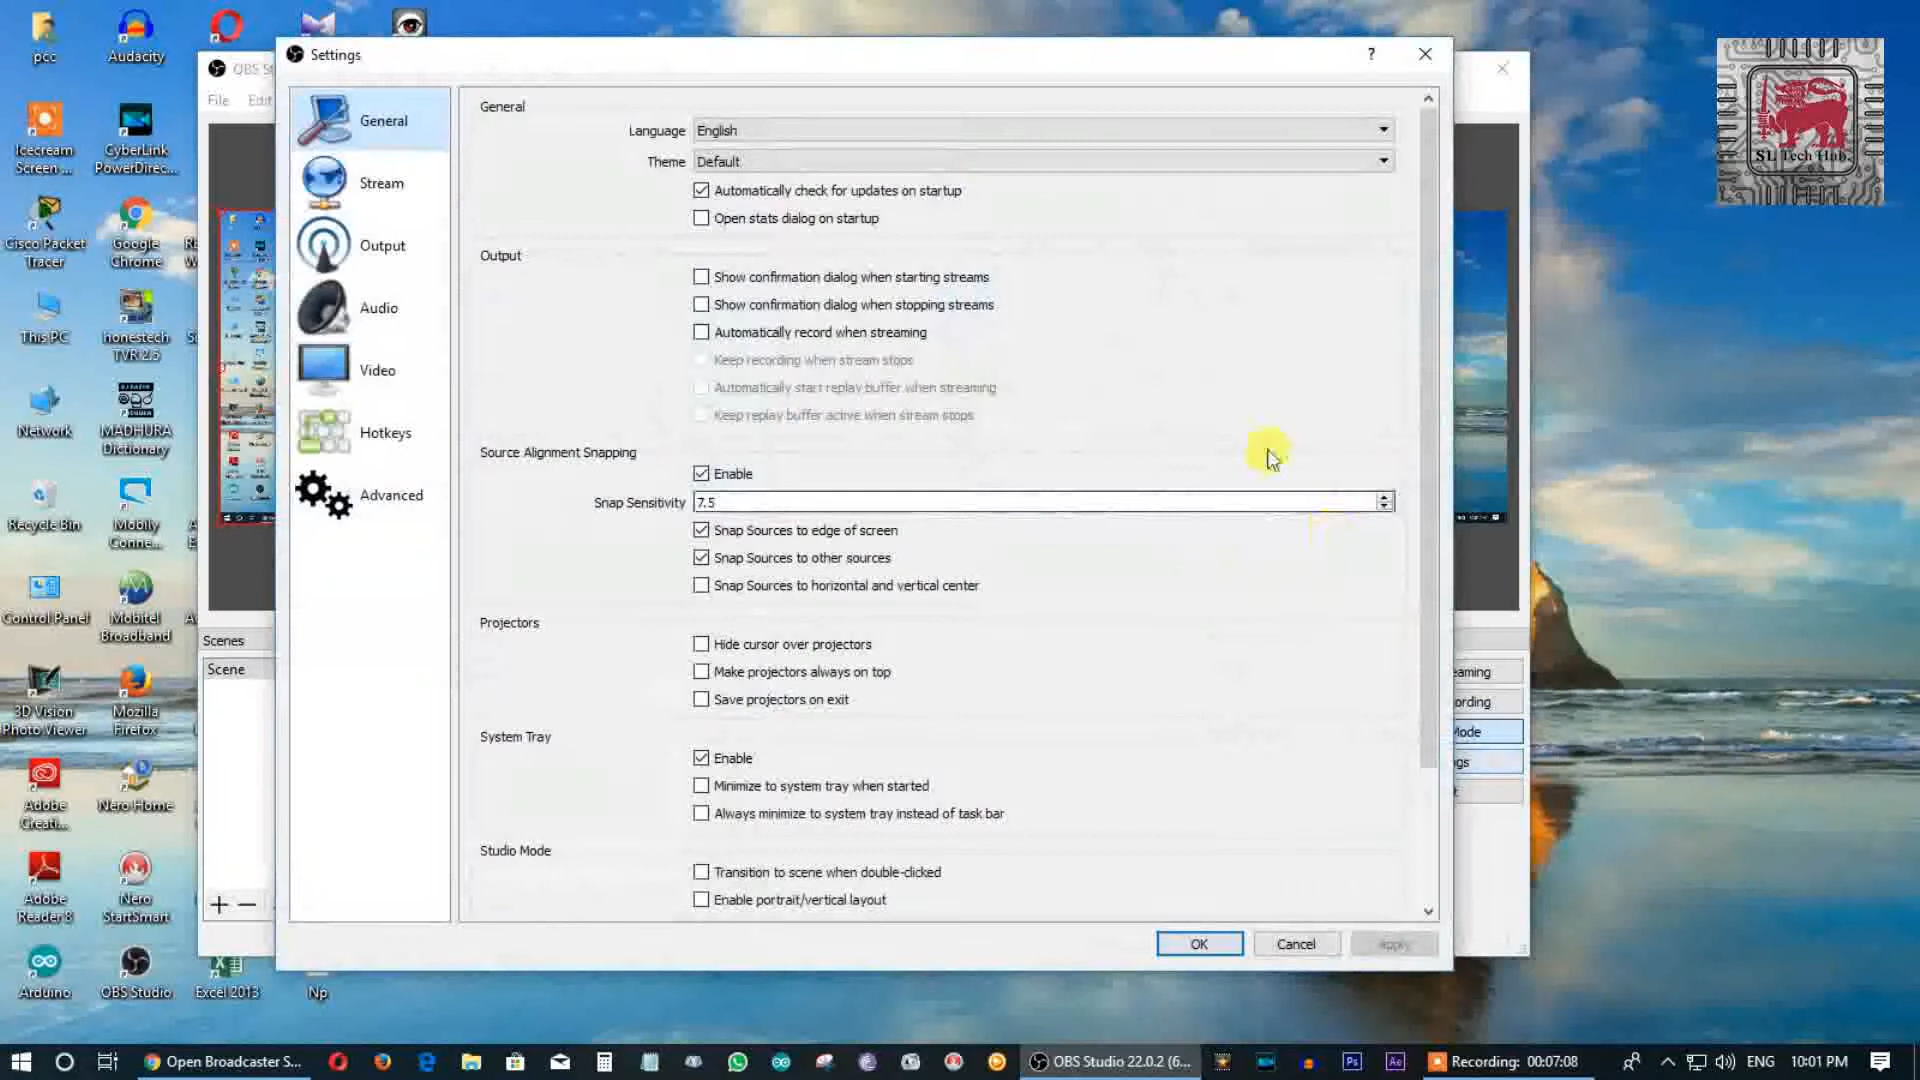 pcc
Audacity
OBS St
File Edit
Settings
?
General
Stream
Output
Audio
Video
Hotkeys
Advanced
General
Language English
Theme Default
Automatically check for updates on startup
Open stats dialog on startup
Output
Show confirmation dialog when starting streams
Show confirmation dialog when stopping streams
Automatically record when streaming
Keep recording when stream stops
Automatically start replay buffer when streaming
Keep replay buffer active when stream stops
Source Alignment Snapping
Enable
Snap Sensitivity 7.5
Snap Sources to edge of screen
Snap Sources to other sources
Snap Sources to horizontal and vertical center
Projectors
Hide cursor over projectors
Make projectors always on top
Save projectors on exit
System Tray
Enable
Minimize to system tray when started
Always minimize to system tray instead of task bar
Studio Mode
Transition to scene when double-clicked
Enable portrait/vertical layout
OK Cancel Apply
SL Tech Hub.
Icecream
Screen ...
CyberLink
PowerDirec...
Cisco Packet
Tracer
Google
Chrome
This PC
honestech
TVR 2.5
Network
MADHURA
Dictionary
Recycle Bin
Mobily
Conne...
Control Panel
Mobitel
Broadband
3D Vision
Photo Viewer
Mozilla
Firefox
Adobe
Creati...
Nero Home
Adobe
Reader 8
Nero
StartSmart
Arduino
OBS Studio
Excel 2013
Np
Scenes
Scene
eaming
ording
Mode
gs
Open Broadcaster S...
OBS Studio 22.0.2 (6...
Ps
Ae
Recording: 00:07:08
ENG
10:01 PM